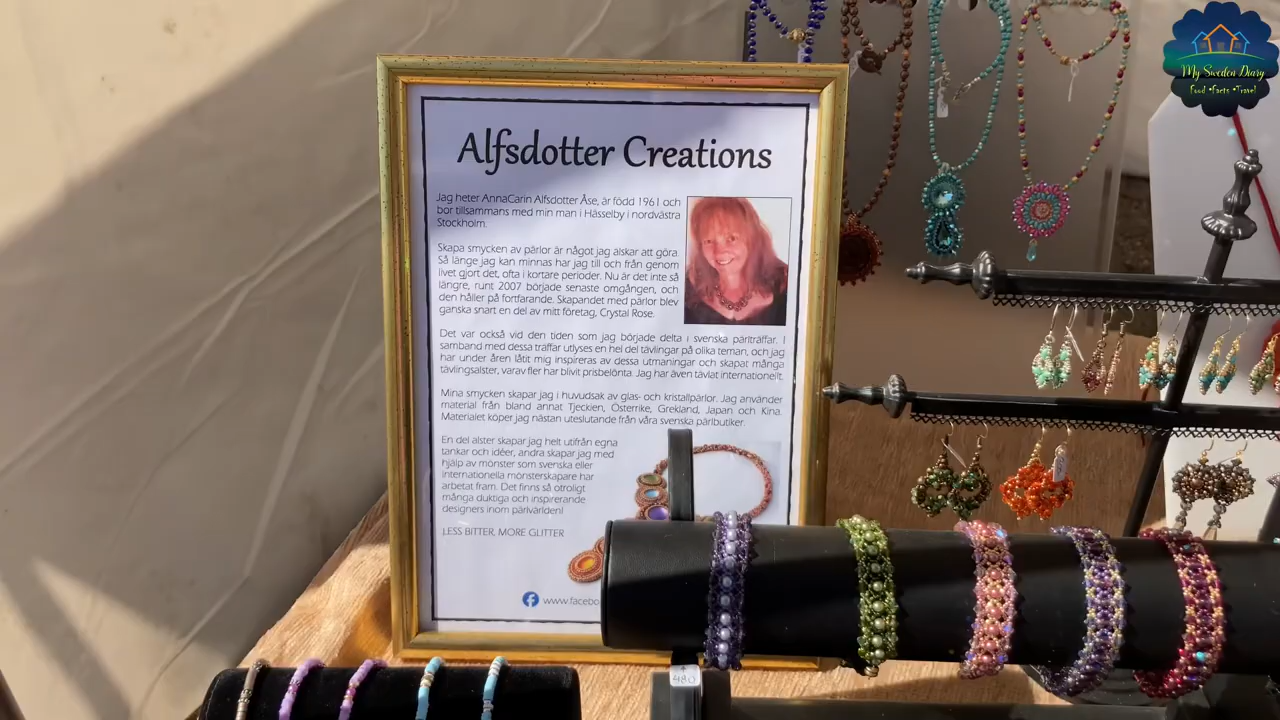 My Sweden Diary
Food •Facts •Travel
Alfsdotter Creations
Jag heter AnnaCarin Alfsdotter Åse, är född 1961 och
bor tillsammans med min man i Hässelby i nordvästra
Stockholm.
Skapa smycken av pärlor är något jag älskar att göra.
Så länge jag kan minnas har jag till och från genom
livet gjort det, ofta i kortare perioder. Nu är det inte så
längre, runt 2007 började senaste omgången, och
den håller på fortfarande. Skapandet med pärlor blev
ganska snart en del av mitt företag, Crystal Rose.
Det var också vid den tiden som jag började delta i svenska pärlträffar. I
samband med dessa träffar utlyses en hel del tävlingar på olika teman, och jag
har under åren låtit mig inspireras av dessa utmaningar och skapat många
tävlingsalster, varav fler har blivit prisbelönta. Jag har även tävlat internationellt.
Mina smycken skapar jag i huvudsak av glas- och kristallpärlor. Jag använder
material från bland annat Tjeckien, Österrike, Grekland, Japan och Kina.
Materialet köper jag nästan uteslutande från våra svenska pärlbutiker.
En del alster skapar jag helt utifrån egna
tankar och idéer, andra skapar jag med
hjälp av mönster som svenska eller
internationella mönsterskapare har
arbetat fram. Det finns så otroligt
många duktiga och inspirerande
designers inom pärlvärlden!
LESS BITTER, MORE GLITTER
www.facebo
480